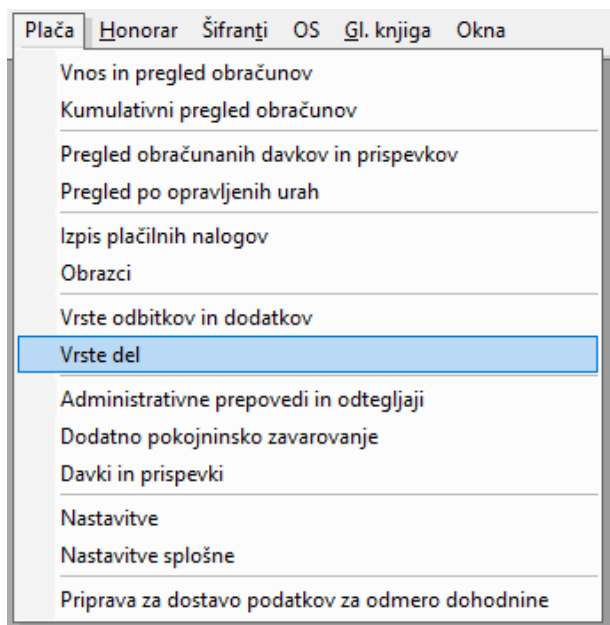 Plača Honorar Šifranti OS Gl. knjiga Okna
Vnos in pregled obračunov
Kumulativni pregled obračunov
Pregled obračunanih davkov in prispevkov
Pregled po opravljenih urah
Izpis plačilnih nalogov
Obrazci
Vrste odbitkov in dodatkov
Vrste del
Administrativne prepovedi in odtegljaji
Dodatno pokojninsko zavarovanje
Davki in prispevki
Nastavitve
Nastavitve splošne
Priprava za dostavo podatkov za odmero dohodnine